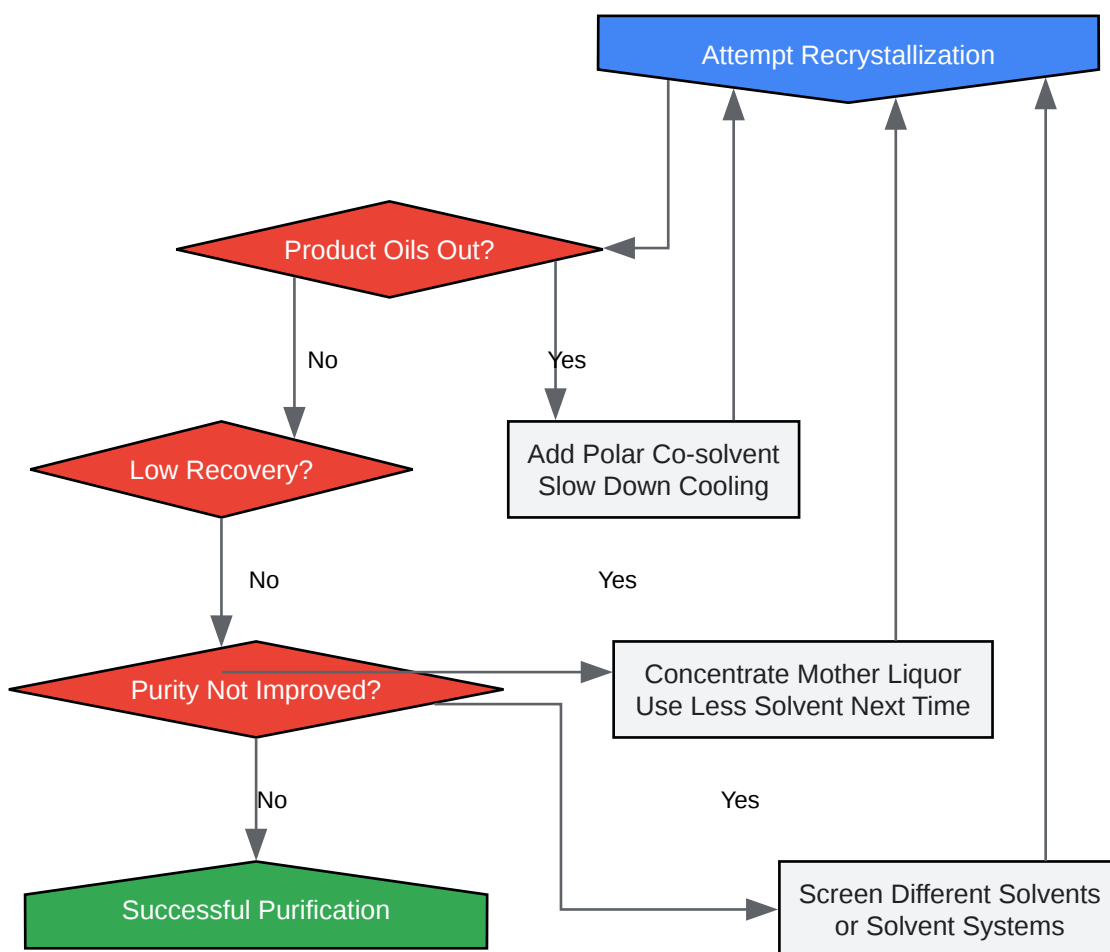 Attempt Recrystallization
Product Oils Out?
No
Yes
Add Polar Co-solvent
Slow Down Cooling
Low Recovery?
No
Yes
Concentrate Mother Liquor
Use Less Solvent Next Time
Purity Not Improved?
No
Yes
Screen Different Solvents
or Solvent Systems
Successful Purification